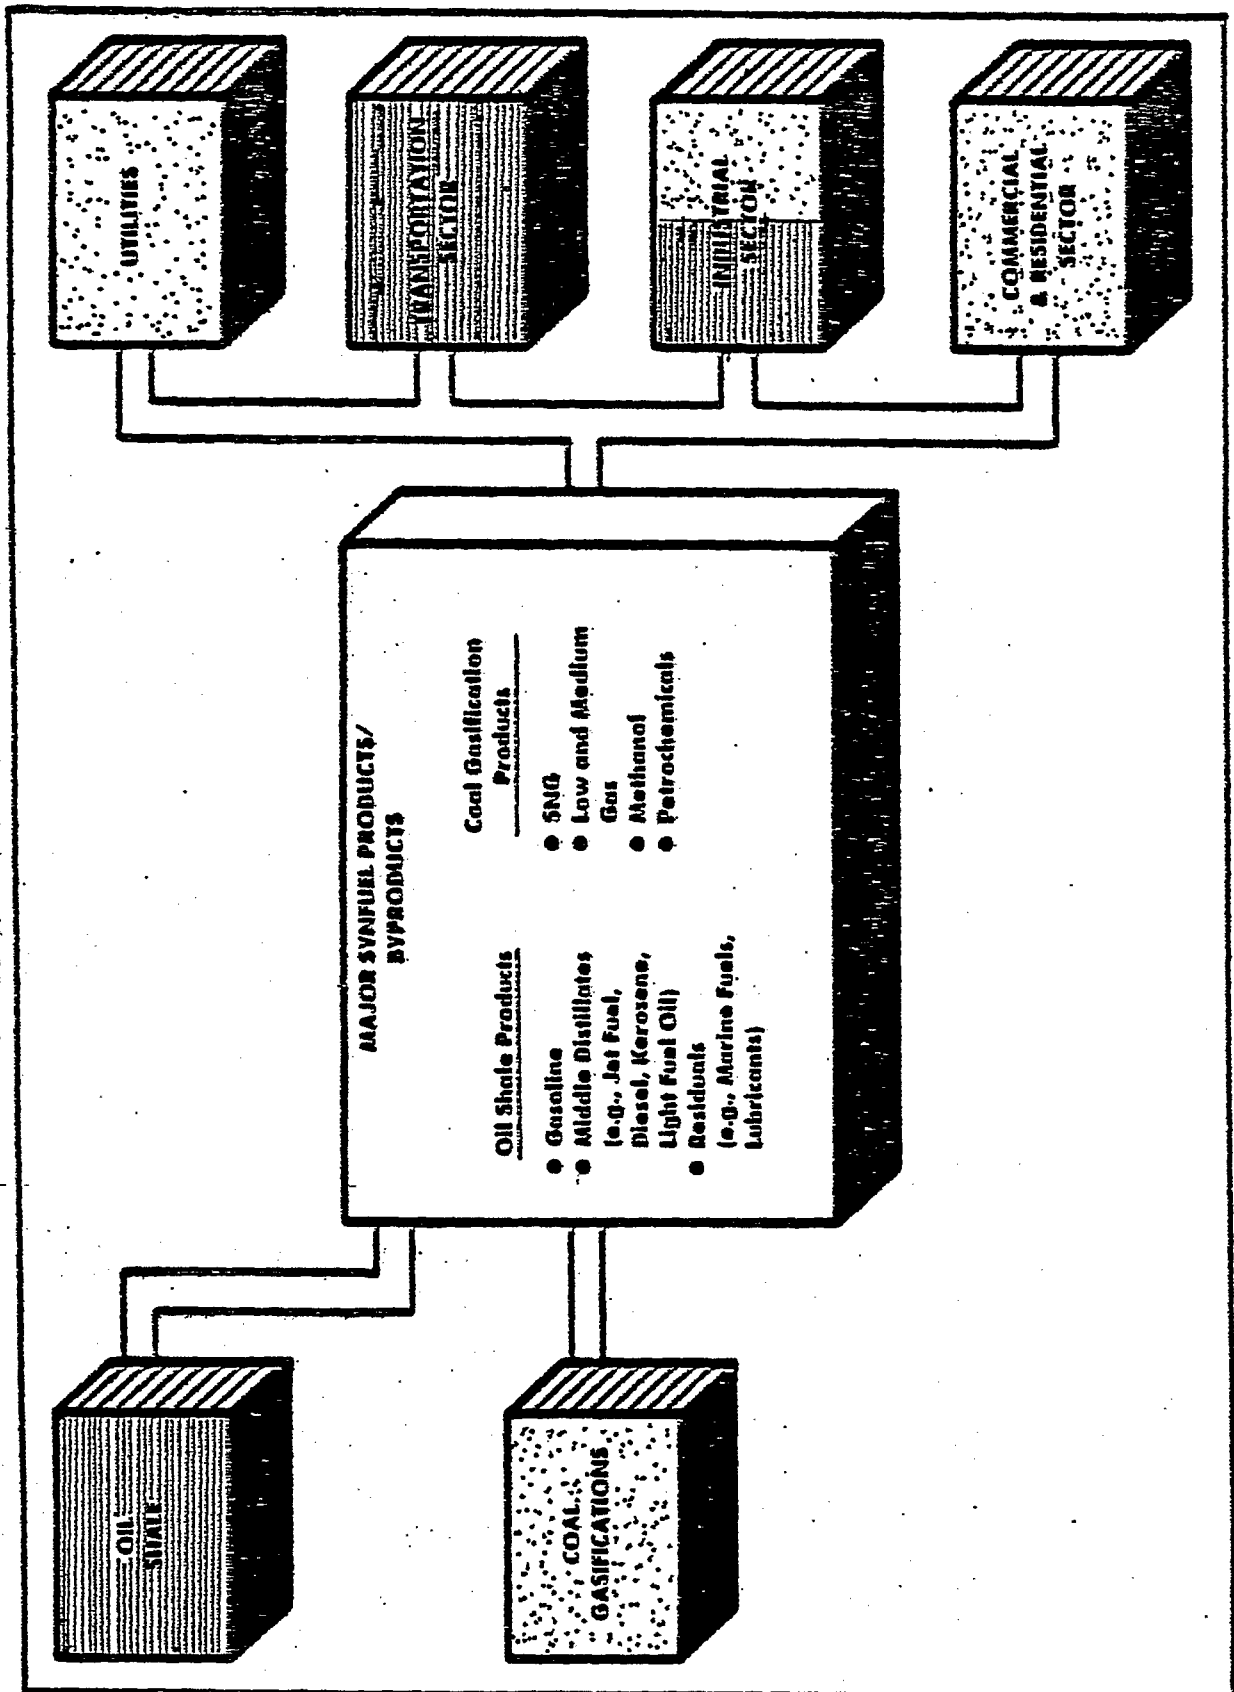 OIL
SHALE
COAL
GASIFICATIONS
MAJOR SYNFUEL PRODUCTS/
BYPRODUCTS
Oil Shale Products
● Gasoline
● Middle Distillates
(e.g., Jet Fuel,
Diesel, Kerosene,
Light Fuel Oil)
● Residuals
(e.g., Marine Fuels,
Lubricants)
Coal Gasification
Products
● SNG
● Low and Medium
Gas
● Methanol
● Petrochemicals
UTILITIES
TRANSPORTATION
SECTOR
INDUSTRIAL
SECTOR
COMMERCIAL
& RESIDENTIAL
SECTOR